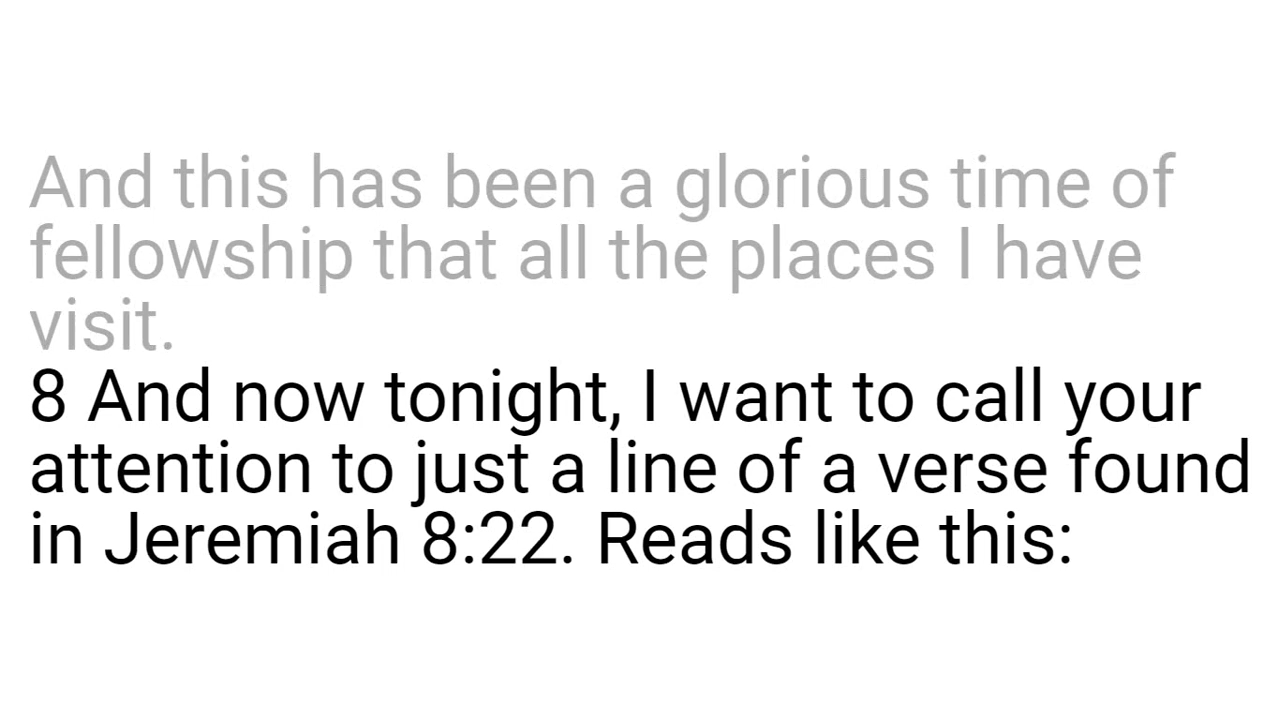 And this has been a glorious time of
fellowship that all the places I have
visit.
8 And now tonight, I want to call your
attention to just a line of a verse found
in Jeremiah 8:22. Reads like this: